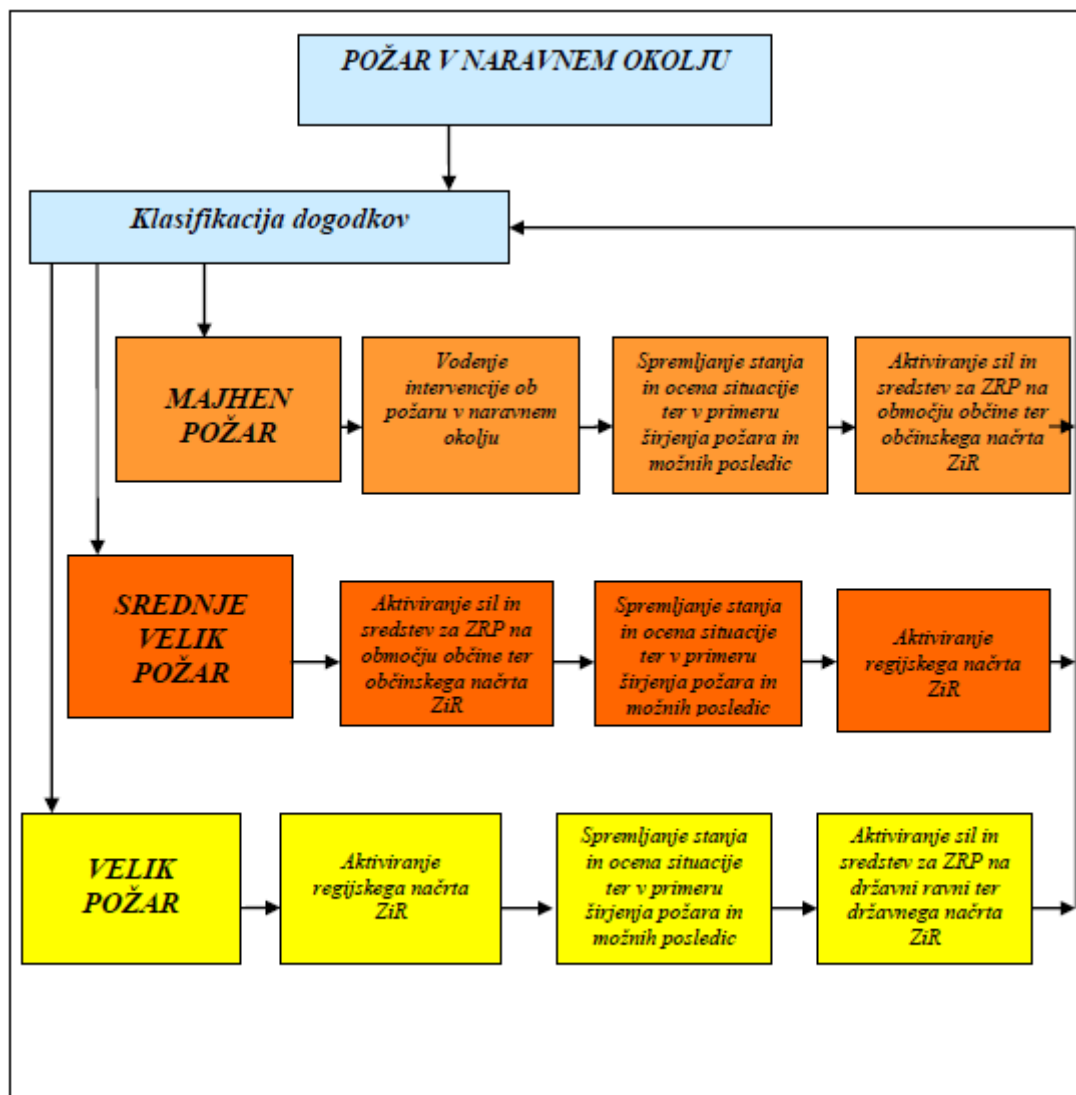 POŽAR V NARAVNEM OKOLJU
Klasifikacija dogodkov
MAJHEN
POŽAR
Vodenje
intervencije ob
požaru v naravnem
okolju
Spremljanje stanja
in ocena situacije
ter v primeru
širjenja požara in
možnih posledic
Aktiviranje sil in
sredstev za ZRP na
območju občine ter
občinskega načrta
ZiR
SREDNJE
VELIK
POŽAR
Aktiviranje sil in
sredstev za ZRP na
območju občine ter
občinskega načrta
ZiR
Spremljanje stanja
in ocena situacije
ter v primeru
širjenja požara in
možnih posledic
Aktiviranje
regijskega načrta
ZiR
VELIK
POŽAR
Aktiviranje
regijskega načrta
ZiR
Spremljanje stanja
in ocena situacije
ter v primeru
širjenja požara in
možnih posledic
Aktiviranje sil in
sredstev za ZRP na
državni ravni ter
državnega načrta
ZiR